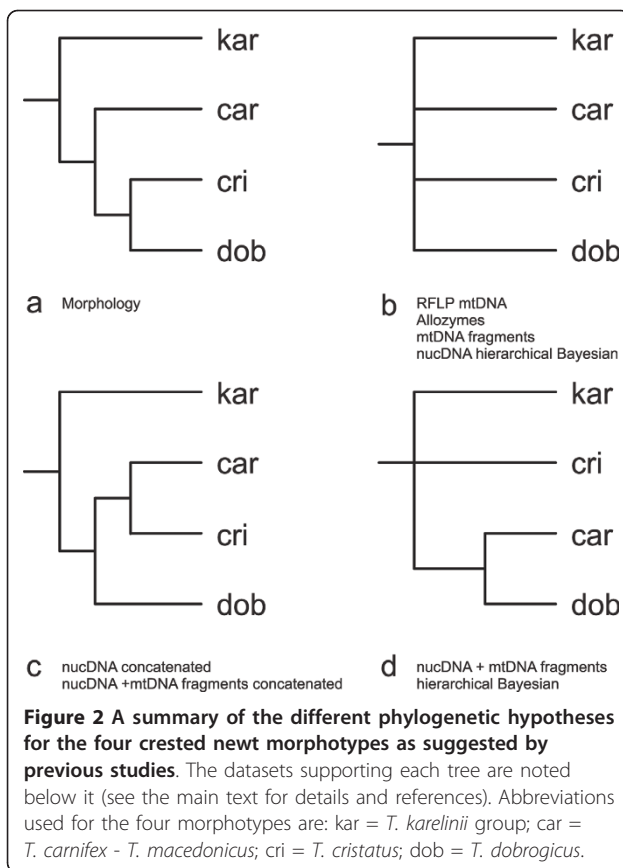 kar
car
cri
dob
a Morphology
kar
car
cri
dob
b RFLP mtDNA
Allozymes
mtDNA fragments
nucDNA hierarchical Bayesian
kar
car
cri
dob
c nucDNA concatenated
nucDNA +mtDNA fragments concatenated
kar
cri
car
dob
d nucDNA + mtDNA fragments
hierarchical Bayesian
Figure 2 A summary of the different phylogenetic hypotheses
for the four crested newt morphotypes as suggested by
previous studies. The datasets supporting each tree are noted
below it (see the main text for details and references). Abbreviations
used for the four morphotypes are: kar = T. karelinii group; car =
T. carnifex - T. macedonicus; cri = T. cristatus; dob = T. dobrogicus.